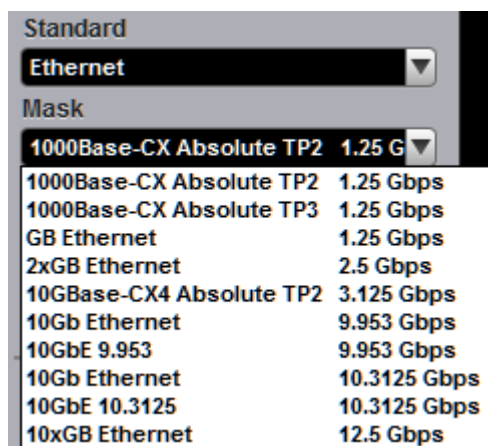 Standard
Ethernet
Mask
1000Base-CX Absolute TP2 1.25 G
1000Base-CX Absolute TP2 1.25 Gbps
1000Base-CX Absolute TP3 1.25 Gbps
GB Ethernet 1.25 Gbps
2xGB Ethernet 2.5 Gbps
10GBase-CX4 Absolute TP2 3.125 Gbps
10Gb Ethernet 9.953 Gbps
10GbE 9.953 9.953 Gbps
10Gb Ethernet 10.3125 Gbps
10GbE 10.3125 10.3125 Gbps
10xGB Ethernet 12.5 Gbps